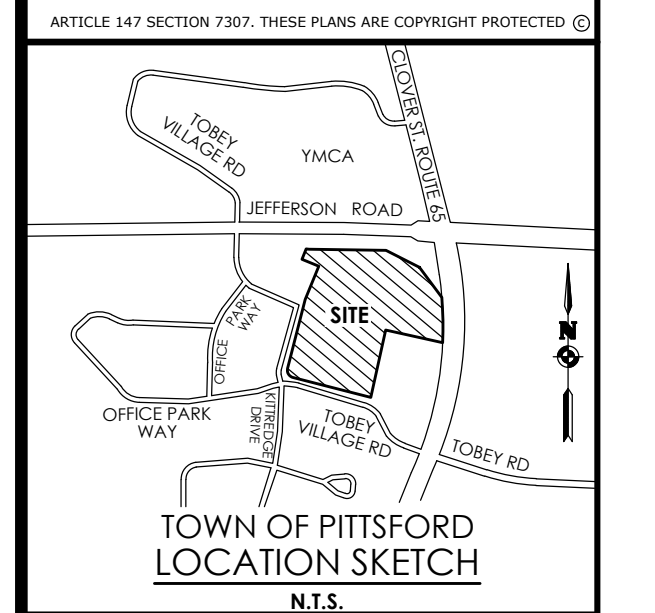 ARTICLE 147 SECTION 7307. THESE PLANS ARE COPYRIGHT PROTECTED ©
CLOVER ST. ROUTE 65
TOBEY
VILLAGE RD
YMCA
JEFFERSON ROAD
SITE
PARK
WAY
OFFICE
N
OFFICE PARK
WAY
KITTREDGE
DRIVE
TOBEY
VILLAGE RD
TOBEY RD
TOWN OF PITTSFORD
LOCATION SKETCH
N.T.S.